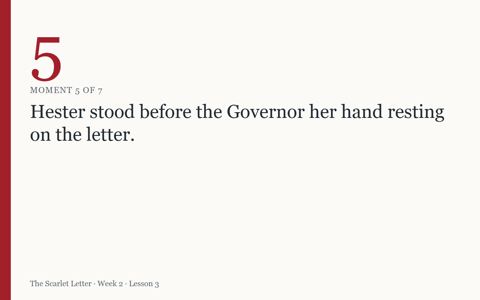 5
MOMENT 5 OF 7
Hester stood before the Governor her hand resting
on the letter.
The Scarlet Letter · Week 2 · Lesson 3